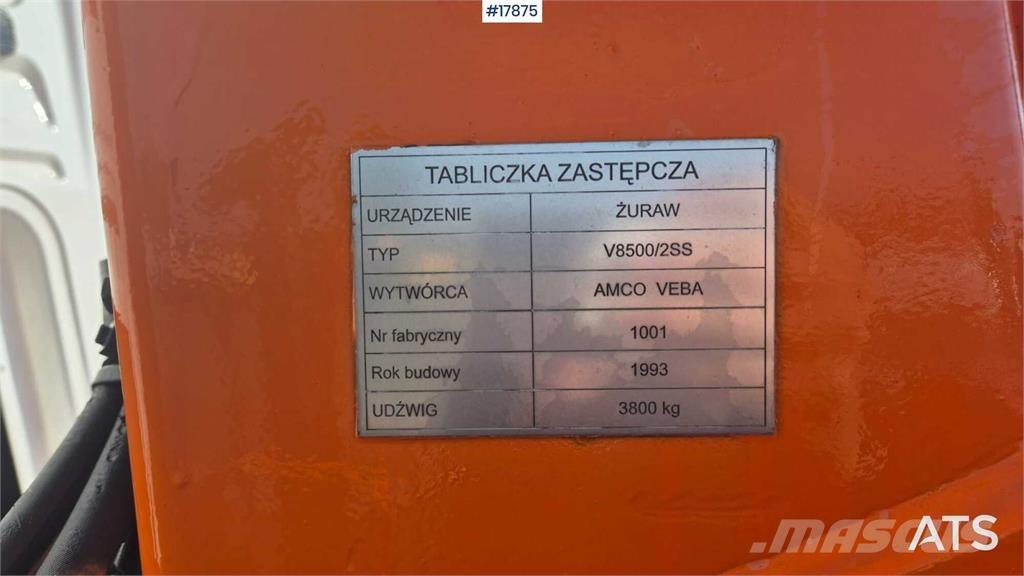 #17875
TABLICZKA ZASTĘPCZA
URZĄDZENIE ŻURAW
TYP V8500/2SS
WYTWÓRCA AMCO VEBA
Nr fabryczny 1001
Rok budowy 1993
UDŹWIG 3800 kg
MASCUS
ATS